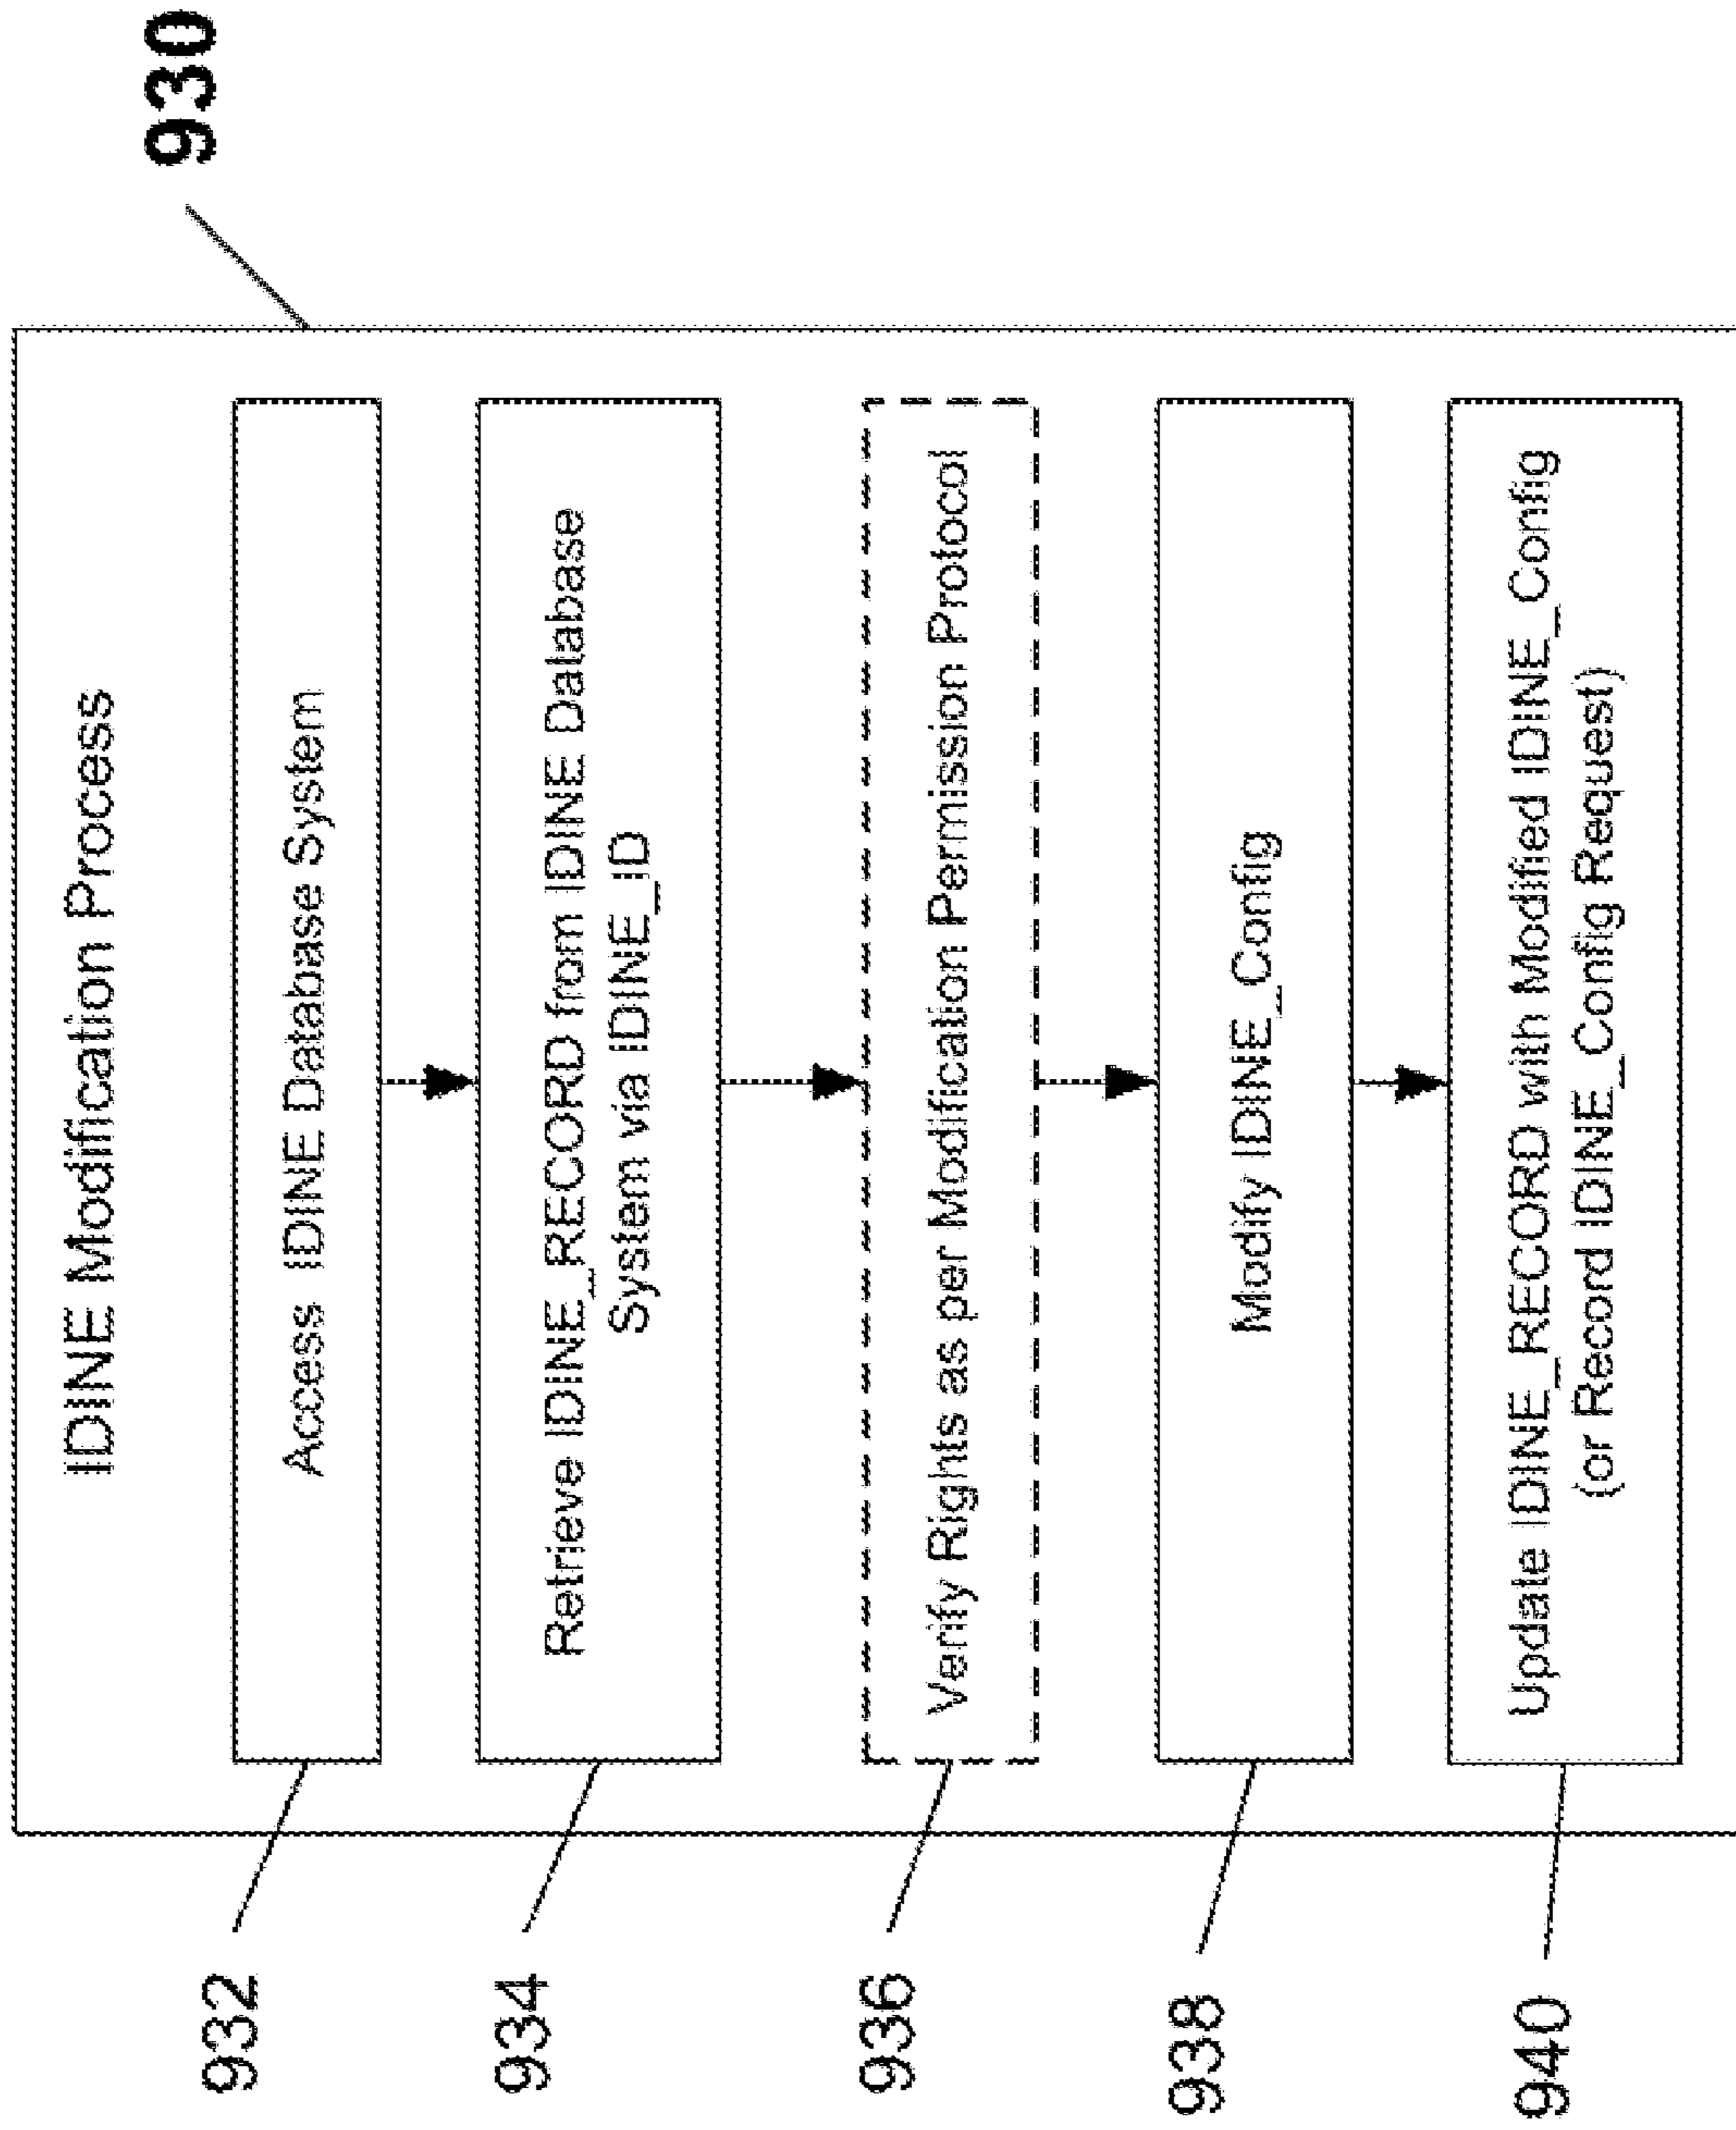 930
IDINE Modification Process
932
Access IDINE Database System
934
Retrieve IDINE_RECORD from IDINE Database
System via IDINE_ID
936
Verify Rights as per Modification Permission Protocol
938
Modify IDINE_Config
940
Update IDINE_RECORD with Modified IDINE_Config
(or Record IDINE_Config Request)